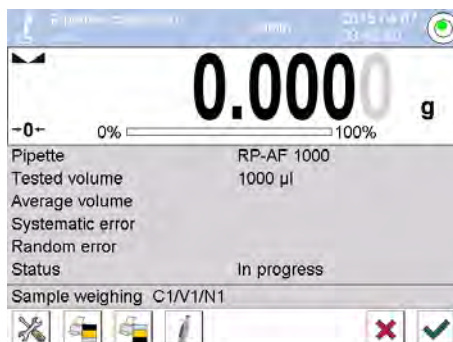 0.0000 g
→0← 0% 100%
Pipette RP-AF 1000
Tested volume 1000 µl
Average volume
Systematic error
Random error
Status In progress
Sample weighing C1/V1/N1